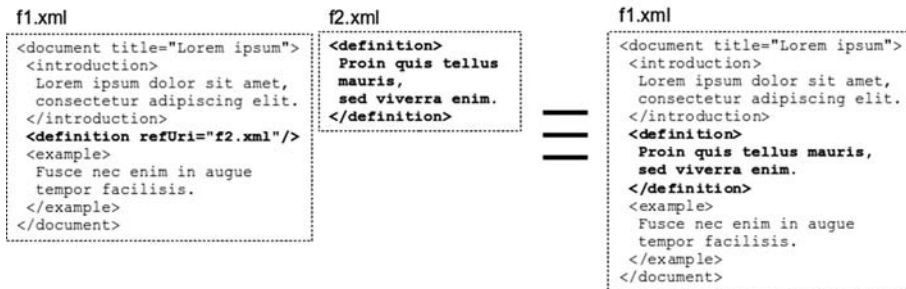 f1.xml
<document title="Lorem ipsum">
<introduction>
Lorem ipsum dolor sit amet,
consectetur adipiscing elit.
</introduction>
<definition refUri="f2.xml"/>
<example>
Fusce nec enim in augue
tempor facilisis.
</example>
</document>
f2.xml
<definition>
Proin quis tellus
mauris,
sed viverra enim.
</definition>
f1.xml
<document title="Lorem ipsum">
<introduction>
Lorem ipsum dolor sit amet,
consectetur adipiscing elit.
</introduction>
<definition>
Proin quis tellus mauris,
sed viverra enim.
</definition>
<example>
Fusce nec enim in augue
tempor facilisis.
</example>
</document>